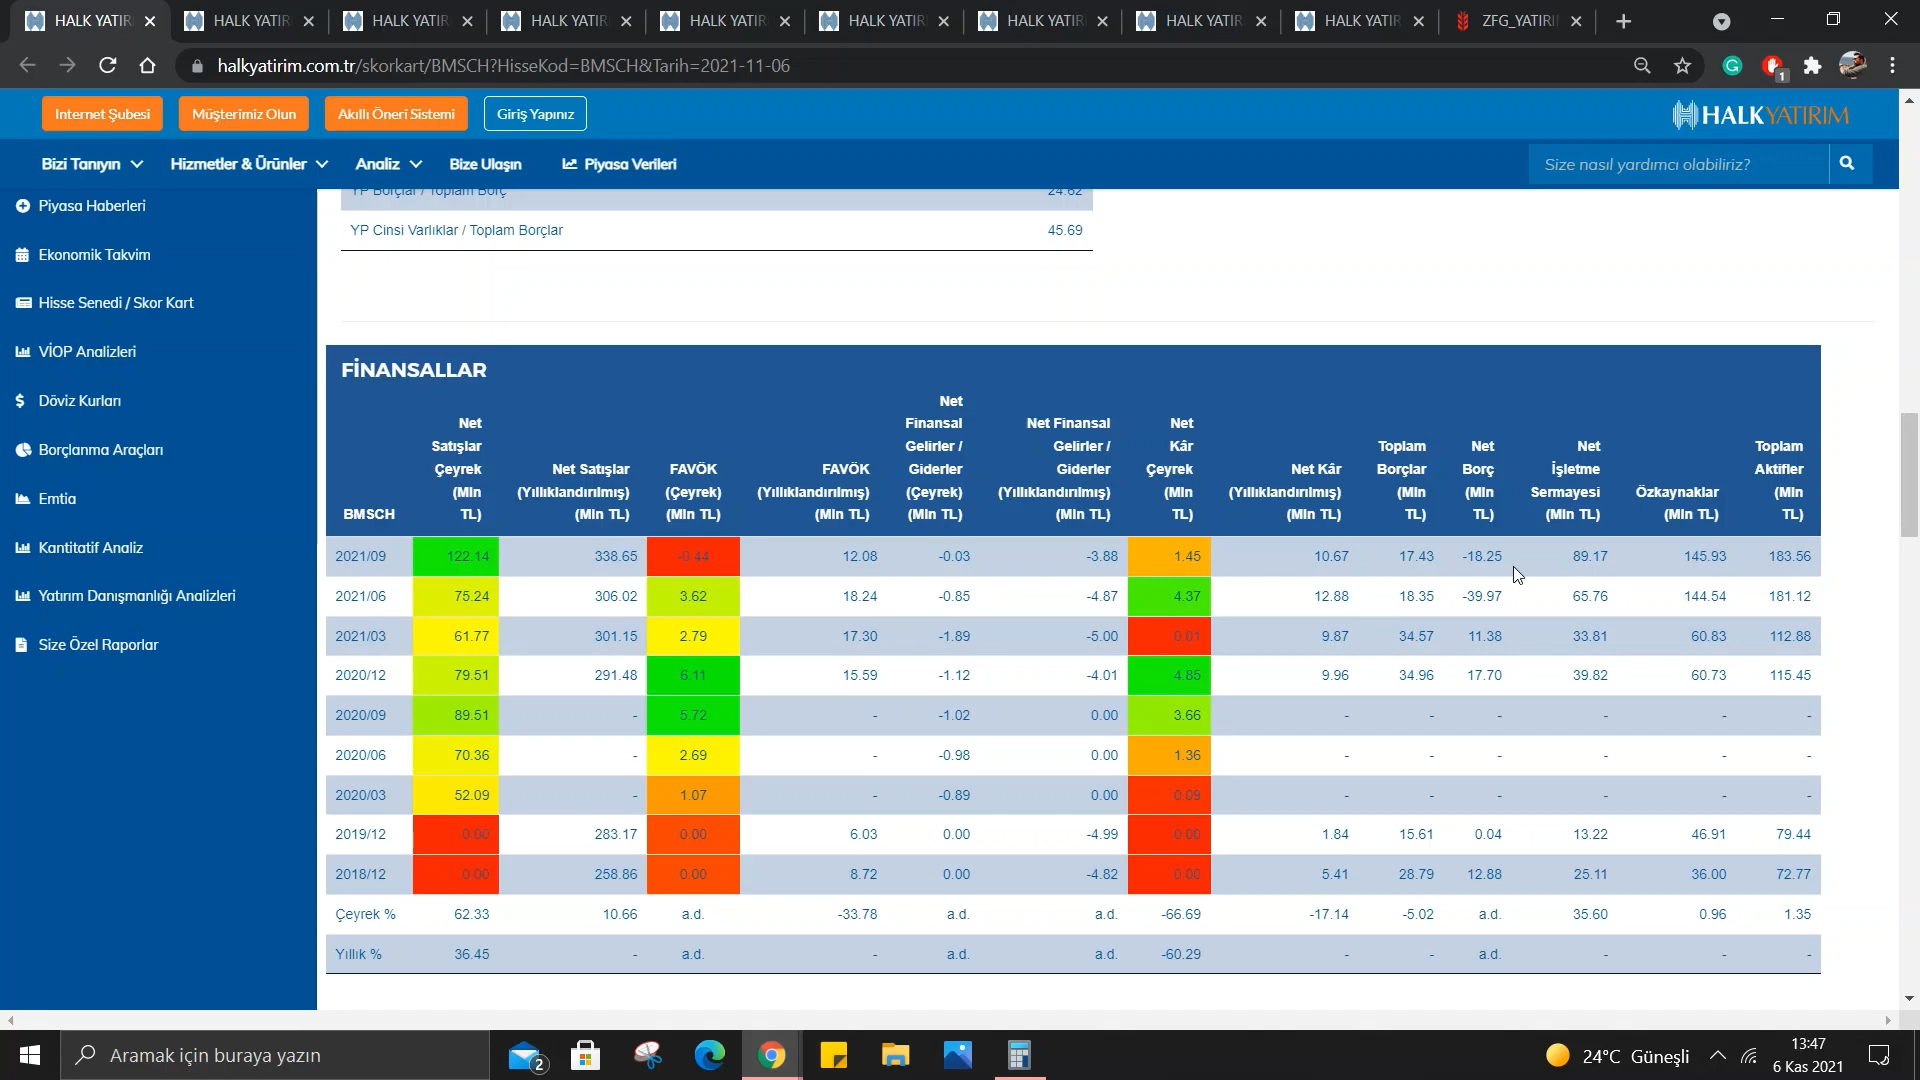 HALK YATIRI
HALK YATIR
HALK YATIR
HALK YATIR
HALK YATIR
HALK YATIR
HALK YATIR
HALK YATIR
HALK YATIR
ZFG_YATIRI
halkyatirim.com.tr/skorkart/BMSCH?HisseKod=BMSCH&Tarih=2021-11-06
1
Internet Şubesi Müşterimiz Olun Akıllı Öneri Sistemi Giriş Yapınız HALKYATIRIM
Bizi Tanıyın Hizmetler & Ürünler Analiz Bize Ulaşın Piyasa Verileri Size nasıl yardımcı olabiliriz?
Piyasa Haberleri
Ekonomik Takvim
Hisse Senedi / Skor Kart
VİOP Analizleri
Döviz Kurları
Borçlanma Araçları
Emtia
Kantitatif Analiz
Yatırım Danışmanlığı Analizleri
Size Özel Raporlar
YP Borçlar / Toplam Borç 24.62
YP Cinsi Varlıklar / Toplam Borçlar 45.69
FİNANSALLAR
BMSCH
Net Satışlar Çeyrek (Mln TL)
Net Satışlar (Yıllıklandırılmış) (Mln TL)
FAVÖK (Çeyrek) (Mln TL)
FAVÖK (Yıllıklandırılmış) (Mln TL)
Net Finansal Gelirler / Giderler (Çeyrek) (Mln TL)
Net Finansal Gelirler / Giderler (Yıllıklandırılmış) (Mln TL)
Net Kâr Çeyrek (Mln TL)
Net Kâr (Yıllıklandırılmış) (Mln TL)
Toplam Borçlar (Mln TL)
Net Borç (Mln TL)
Net İşletme Sermayesi (Mln TL)
Özkaynaklar (Mln TL)
Toplam Aktifler (Mln TL)
2021/09 122.14 338.65 -0.44 12.08 -0.03 -3.88 1.45 10.67 17.43 -18.25 89.17 145.93 183.56
2021/06 75.24 306.02 3.62 18.24 -0.85 -4.87 4.37 12.88 18.35 -39.97 65.76 144.54 181.12
2021/03 61.77 301.15 2.79 17.30 -1.89 -5.00 0.01 9.87 34.57 11.38 33.81 60.83 112.88
2020/12 79.51 291.48 6.11 15.59 -1.12 -4.01 4.85 9.96 34.96 17.70 39.82 60.73 115.45
2020/09 89.51 - 5.72 - -1.02 0.00 3.66 - - - - - -
2020/06 70.36 - 2.69 - -0.98 0.00 1.36 - - - - - -
2020/03 52.09 - 1.07 - -0.89 0.00 0.09 - - - - - -
2019/12 0.00 283.17 0.00 6.03 0.00 -4.99 0.00 1.84 15.61 0.04 13.22 46.91 79.44
2018/12 0.00 258.86 0.00 8.72 0.00 -4.82 0.00 5.41 28.79 12.88 25.11 36.00 72.77
Çeyrek % 62.33 10.66 a.d. -33.78 a.d. a.d. -66.69 -17.14 -5.02 a.d. 35.60 0.96 1.35
Yıllık % 36.45 - a.d. - a.d. a.d. -60.29 - - a.d. - - -
Aramak için buraya yazın
2
24°C Güneşli
13:47
6 Kas 2021